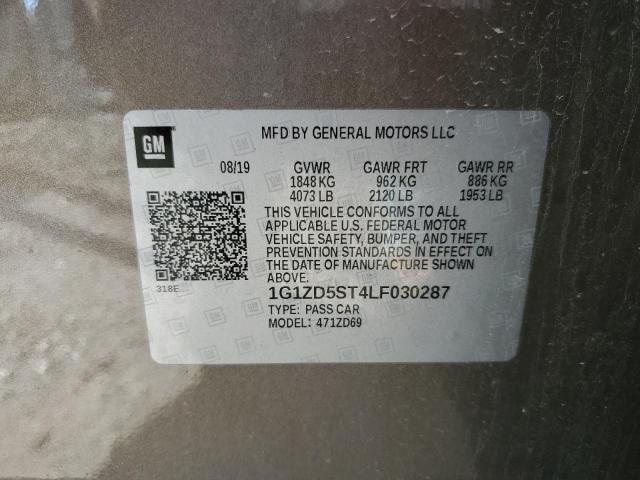 GM
MFD BY GENERAL MOTORS LLC
08/19 GVWR GAWR FRT GAWR RR
1848 KG 962 KG 886 KG
4073 LB 2120 LB 1953 LB
THIS VEHICLE CONFORMS TO ALL
APPLICABLE U.S. FEDERAL MOTOR
VEHICLE SAFETY, BUMPER, AND THEFT
PREVENTION STANDARDS IN EFFECT ON
THE DATE OF MANUFACTURE SHOWN
ABOVE.
318E
1G1ZD5ST4LF030287
TYPE: PASS CAR
MODEL: 471ZD69